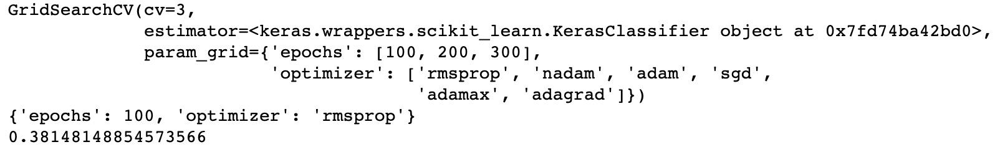 GridSearchCV(cv=3,
estimator=<keras.wrappers.scikit_learn.KerasClassifier object at 0x7fd74ba42bd0>,
param_grid={'epochs': [100, 200, 300],
'optimizer': ['rmsprop', 'nadam', 'adam', 'sgd',
'adamax', 'adagrad']})
{'epochs': 100, 'optimizer': 'rmsprop'}
0.38148148854573566